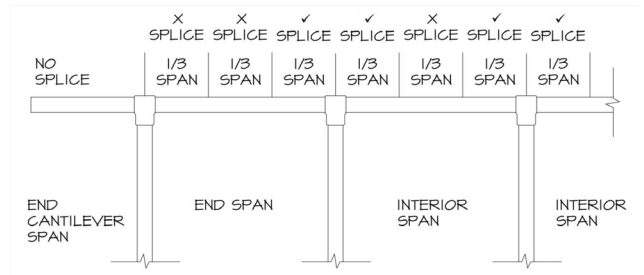 X X ✓ ✓ X ✓ ✓
SPLICE SPLICE SPLICE SPLICE SPLICE SPLICE SPLICE
NO 1/3 1/3 1/3 1/3 1/3 1/3 1/3
SPLICE SPAN SPAN SPAN SPAN SPAN SPAN SPAN
END
CANTILEVER
SPAN
END SPAN
INTERIOR
SPAN
INTERIOR
SPAN